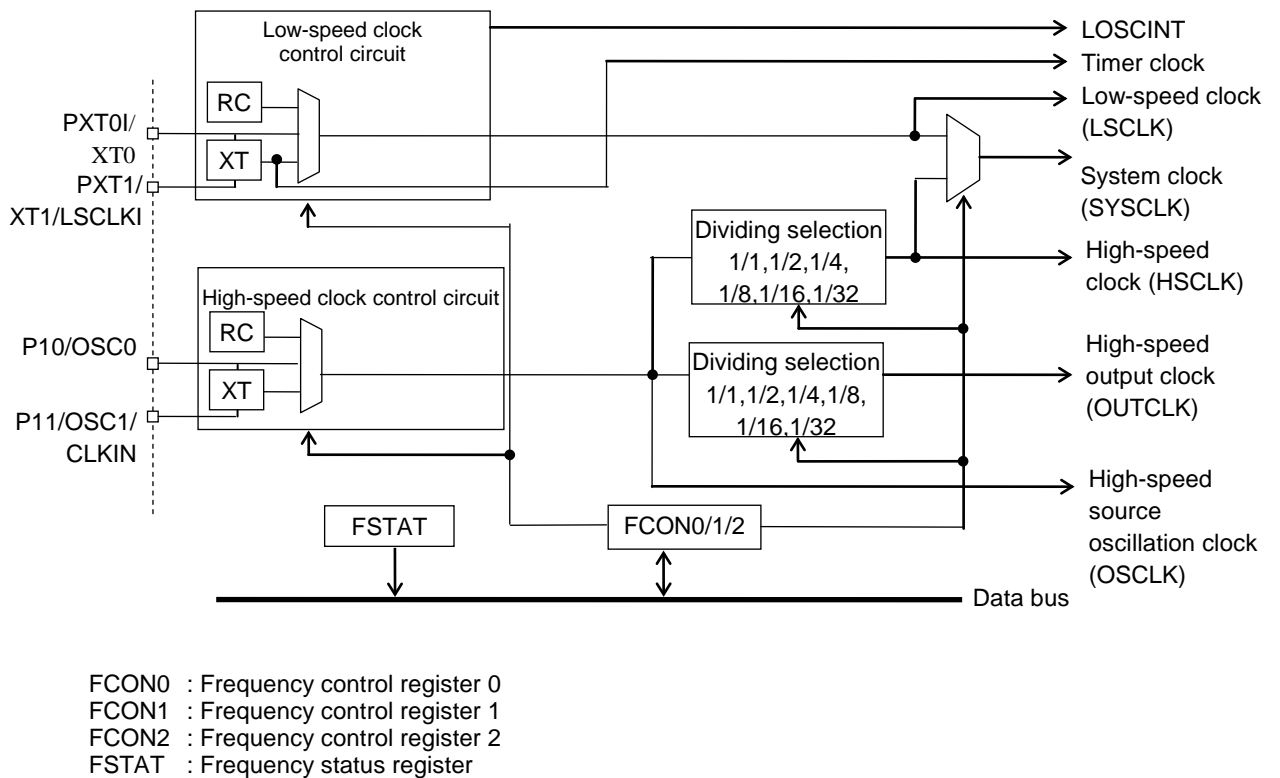 Low-speed clock
control circuit
RC
XT
PXT0I/
XT0
PXT1/
XT1/LSCLKI
LOSCINT
Timer clock
Low-speed clock
(LSCLK)
System clock
(SYSCLK)
High-speed clock control circuit
RC
XT
P10/OSC0
P11/OSC1/
CLKIN
Dividing selection
1/1,1/2,1/4,
1/8,1/16,1/32
High-speed
clock (HSCLK)
Dividing selection
1/1,1/2,1/4,1/8,
1/16,1/32
High-speed
output clock
(OUTCLK)
High-speed
source
oscillation clock
(OSCLK)
FSTAT
FCON0/1/2
Data bus
FCON0 : Frequency control register 0
FCON1 : Frequency control register 1
FCON2 : Frequency control register 2
FSTAT : Frequency status register